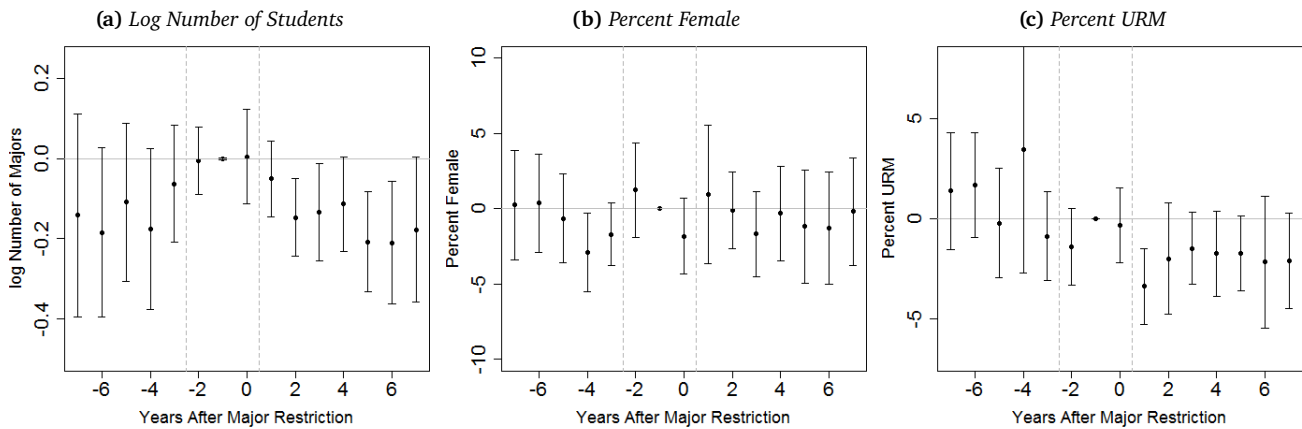 (a) Log Number of Students
(b) Percent Female
(c) Percent URM
log Number of Majors
0.2
0.0
-0.2
-0.4
-6 -4 -2 0 2 4 6
Years After Major Restriction
Percent Female
10
5
0
-5
-10
-6 -4 -2 0 2 4 6
Years After Major Restriction
Percent URM
5
0
-5
-6 -4 -2 0 2 4 6
Years After Major Restriction